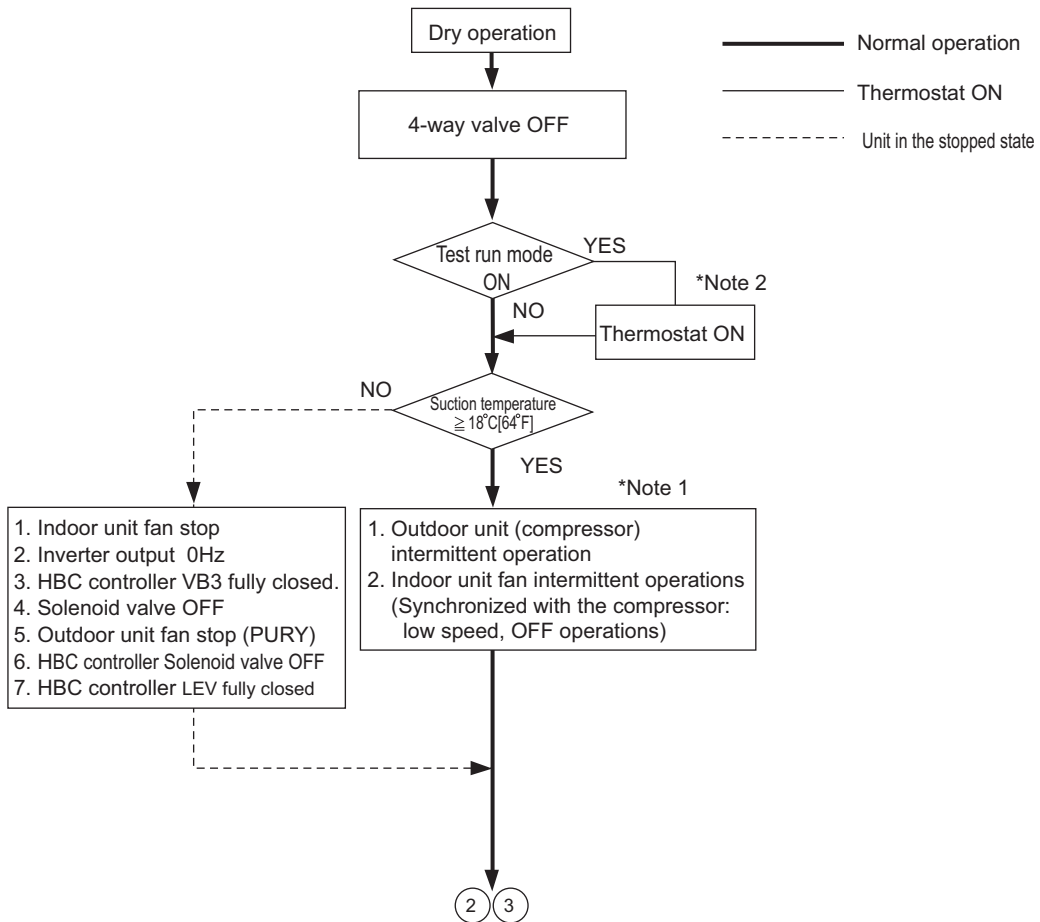 Dry operation
Normal operation
Thermostat ON
Unit in the stopped state
4-way valve OFF
Test run mode
ON
YES
*Note 2
NO
Thermostat ON
NO
Suction temperature
≧ 18°C[64°F]
YES
*Note 1
1. Indoor unit fan stop
2. Inverter output 0Hz
3. HBC controller VB3 fully closed.
4. Solenoid valve OFF
5. Outdoor unit fan stop (PURY)
6. HBC controller Solenoid valve OFF
7. HBC controller LEV fully closed
1. Outdoor unit (compressor)
intermittent operation
2. Indoor unit fan intermittent operations
(Synchronized with the compressor:
low speed, OFF operations)
2 3